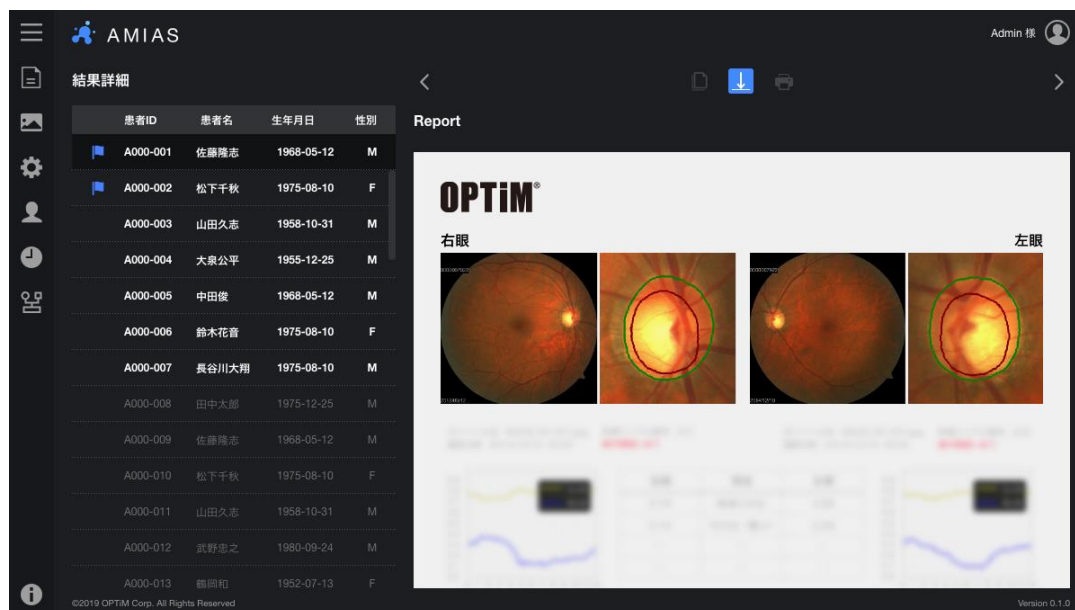 AMIAS
Admin 様
結果詳細
患者ID 患者名 生年月日 性別
A000-001 佐藤隆志 1968-05-12 M
A000-002 松下千秋 1975-08-10 F
A000-003 山田久志 1958-10-31 M
A000-004 大泉公平 1955-12-25 M
A000-005 中田俊 1968-05-12 M
A000-006 鈴木花音 1975-08-10 F
A000-007 長谷川大翔 1975-08-10 M
A000-008 田中太郎 1975-12-25 M
A000-009 佐藤隆志 1968-05-12 M
A000-010 松下千秋 1975-08-10 F
A000-011 山田久志 1958-10-31 M
A000-012 武野忠之 1980-09-24 M
A000-013 鶴岡和 1952-07-13 F
Report
OPTiM®
右眼
左眼
©2019 OPTiM Corp. All Rights Reserved
Version 0.1.0